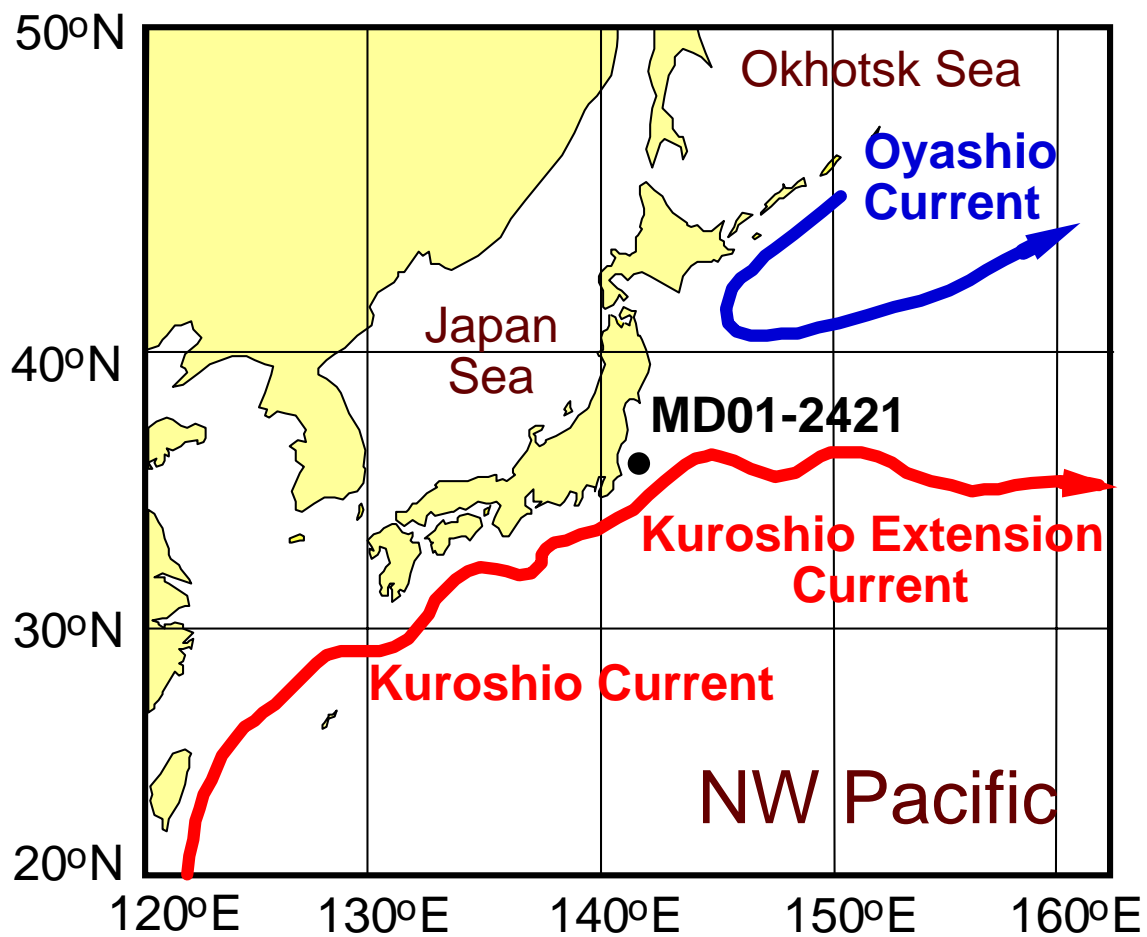 50ºN
Okhotsk Sea
Oyashio
Current
Japan
Sea
40ºN
MD01-2421
Kuroshio Extension
Current
30ºN
Kuroshio Current
NW Pacific
20ºN
120ºE 130ºE 140ºE 150ºE 160ºE